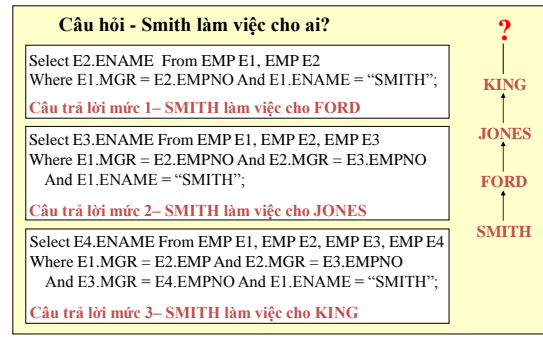 Câu hỏi - Smith làm việc cho ai?
Select E2.ENAME From EMP E1, EMP E2
Where E1.MGR = E2.EMPNO And E1.ENAME = “SMITH”;
Câu trả lời mức 1– SMITH làm việc cho FORD
Select E3.ENAME From EMP E1, EMP E2, EMP E3
Where E1.MGR = E2.EMPNO And E2.MGR = E3.EMPNO
And E1.ENAME = “SMITH”;
Câu trả lời mức 2– SMITH làm việc cho JONES
Select E4.ENAME From EMP E1, EMP E2, EMP E3, EMP E4
Where E1.MGR = E2.EMP And E2.MGR = E3.EMPNO
And E3.MGR = E4.EMPNO And E1.ENAME = “SMITH”;
Câu trả lời mức 3– SMITH làm việc cho KING
?
KING
JONES
FORD
SMITH